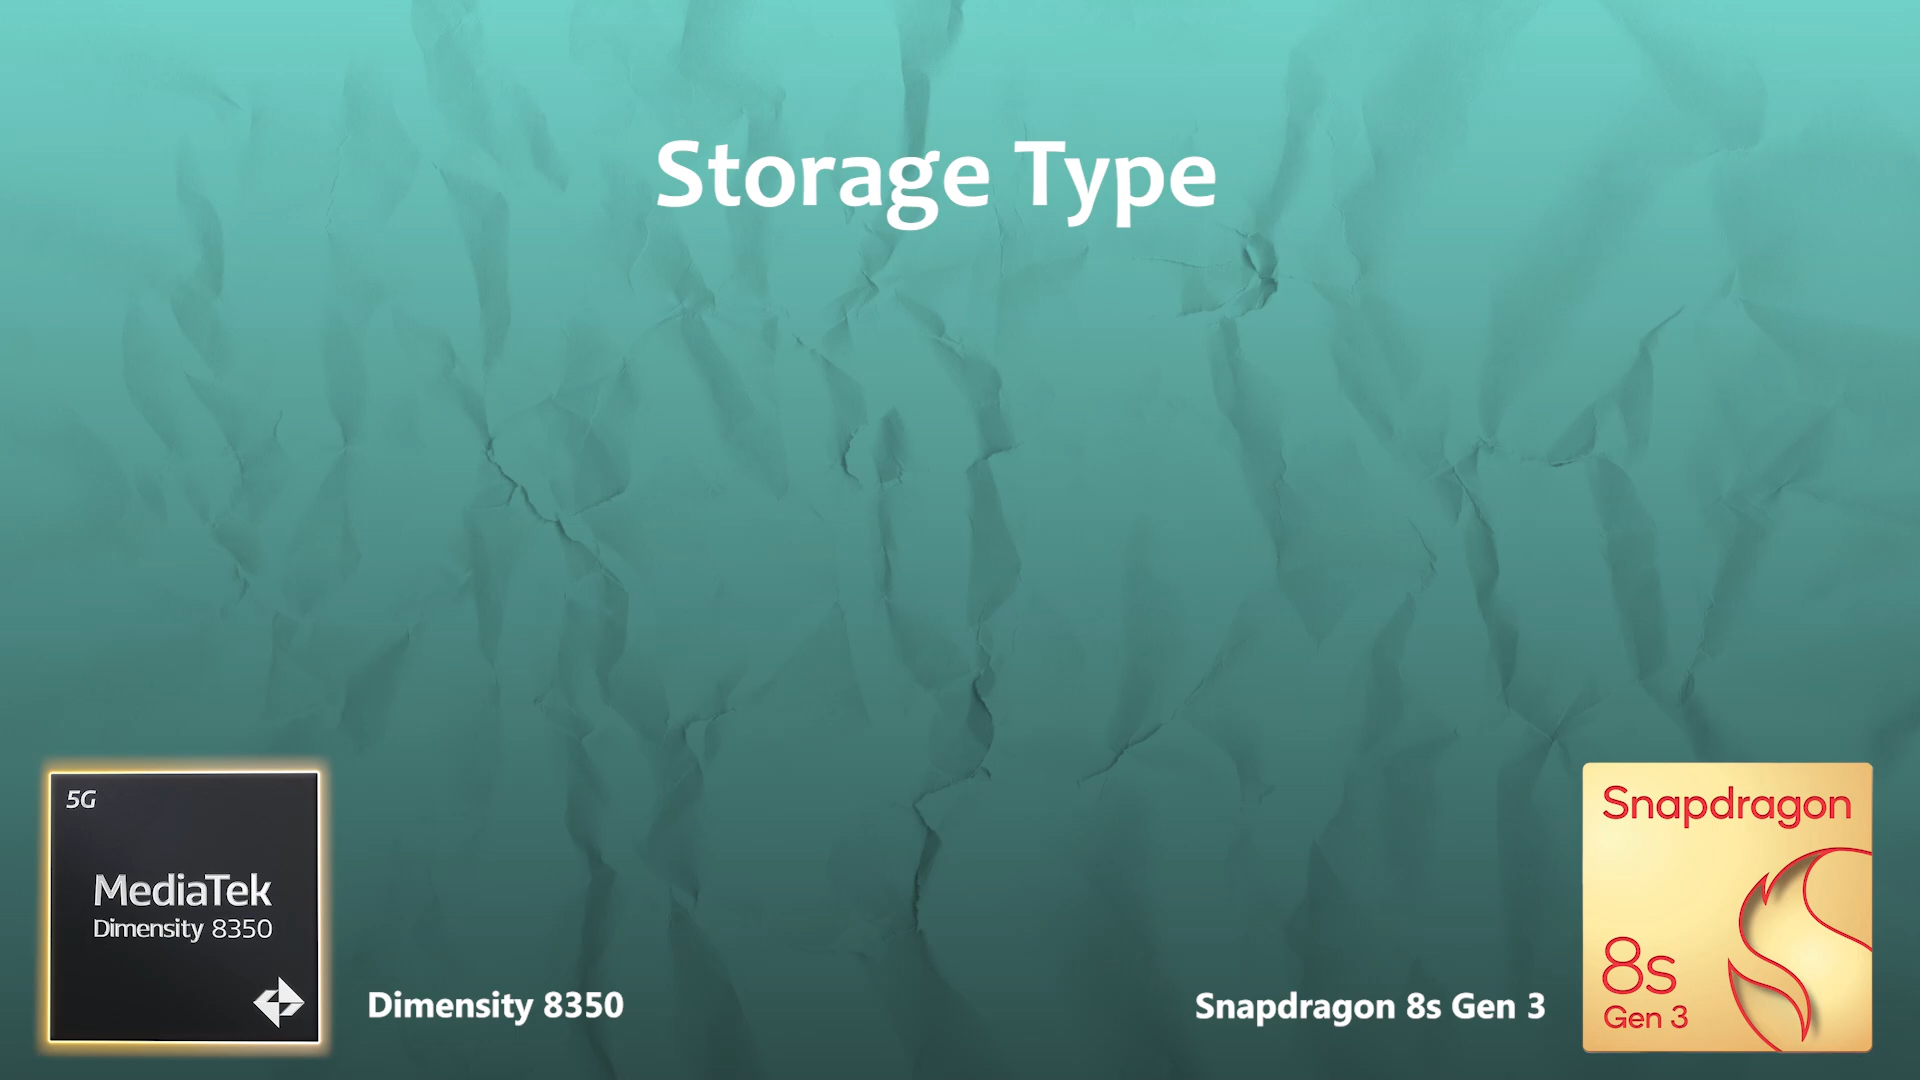 Storage Type
5G
MediaTek
Dimensity 8350
Dimensity 8350
Snapdragon 8s Gen 3
Snapdragon
8s
Gen 3